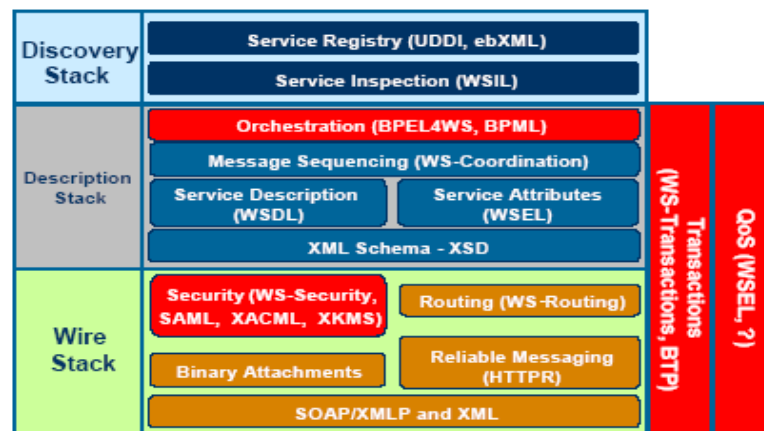 Discovery
Stack
Service Registry (UDDI, ebXML)
Service Inspection (WSIL)
Description
Stack
Orchestration (BPEL4WS, BPML)
Message Sequencing (WS-Coordination)
Service Description
(WSDL)
Service Attributes
(WSEL)
XML Schema - XSD
Wire
Stack
Security (WS-Security,
SAML, XACML, XKMS)
Routing (WS-Routing)
Binary Attachments
Reliable Messaging
(HTTPR)
SOAP/XMLP and XML
Transactions
(WS-Transactions, BTP)
QoS (WSEL, ?)